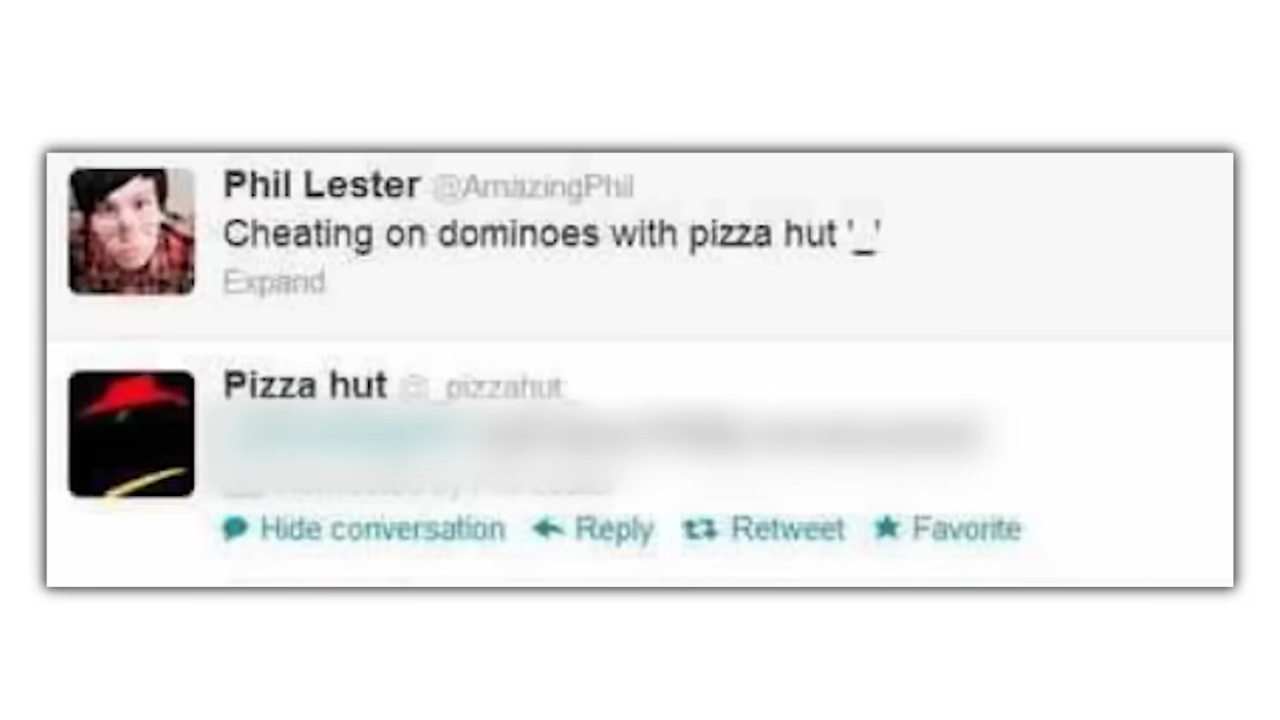 Phil Lester @AmazingPhil
Cheating on dominoes with pizza hut '_'
Expand
Pizza hut @_pizzahut_
Hide conversation Reply Retweet Favorite